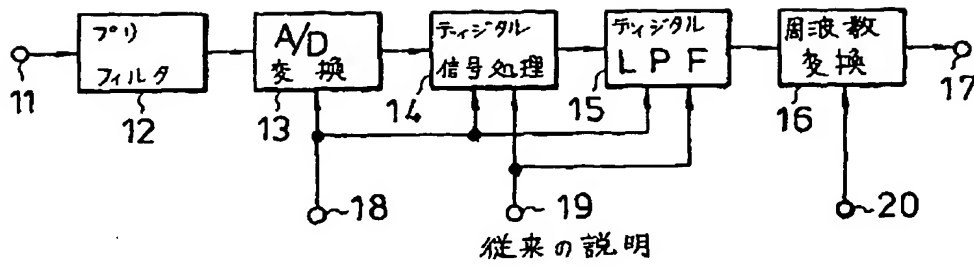 プリ
フィルタ
A/D
変換
ディジタル
信号処理
ディジタル
LPF
周波数
変換
11
12
13
14
15
16
17
18
19
20
従来の説明